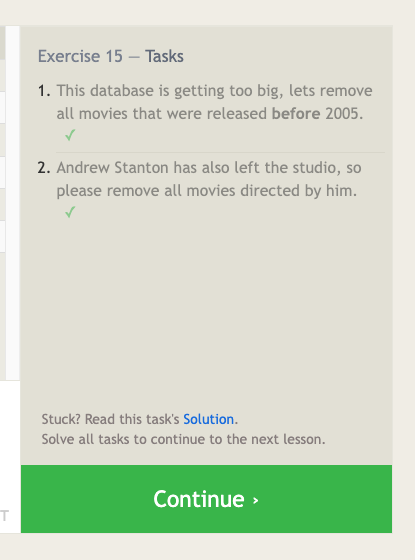 Exercise 15 — Tasks
1. This database is getting too big, lets remove
all movies that were released before 2005.
✓
2. Andrew Stanton has also left the studio, so
please remove all movies directed by him.
✓
Stuck? Read this task's Solution.
Solve all tasks to continue to the next lesson.
T
Continue ›